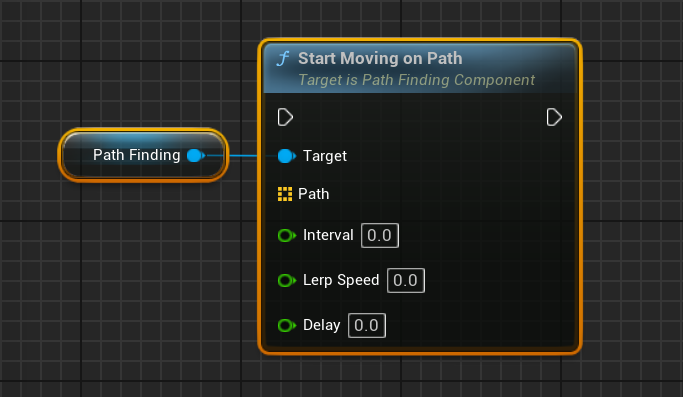 Start Moving on Path
Target is Path Finding Component
Path Finding
Target
Path
Interval 0.0
Lerp Speed 0.0
Delay 0.0